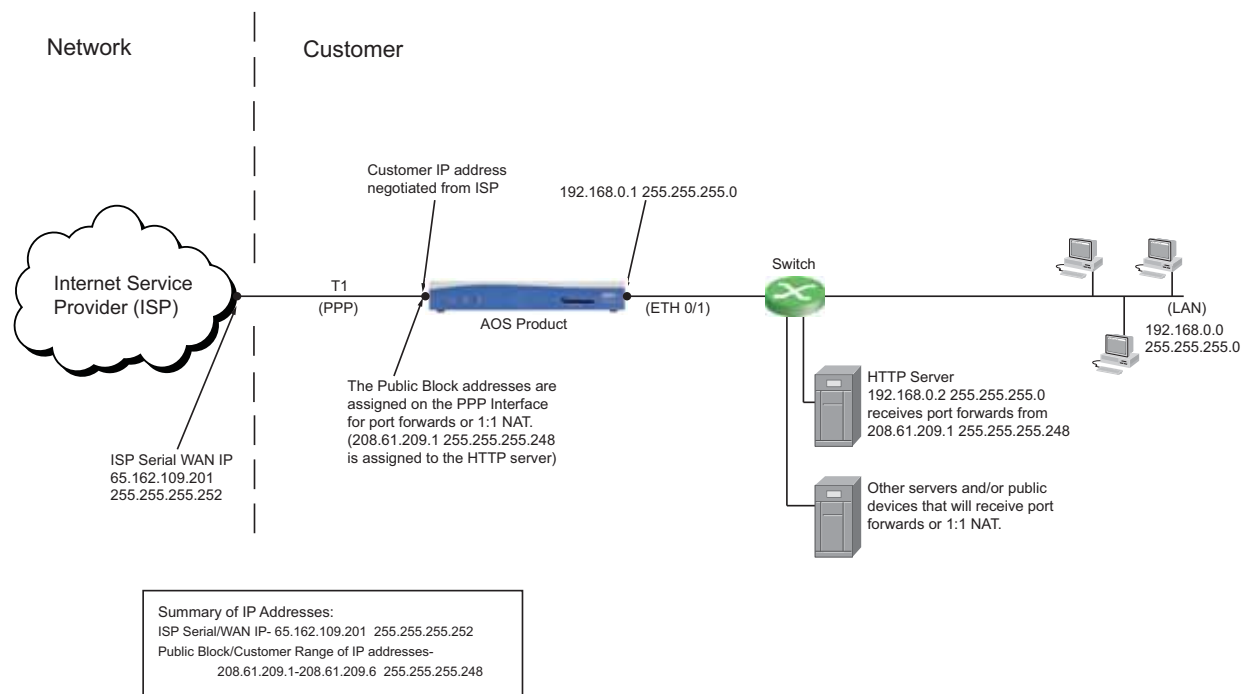 Network
Customer
Customer IP address
negotiated from ISP
192.168.0.1 255.255.255.0
Internet Service
Provider (ISP)
T1
(PPP)
AOS Product
(ETH 0/1)
Switch
(LAN)
192.168.0.0
255.255.255.0
The Public Block addresses are
assigned on the PPP Interface
for port forwards or 1:1 NAT.
(208.61.209.1 255.255.255.248
is assigned to the HTTP server)
HTTP Server
192.168.0.2 255.255.255.0
receives port forwards from
208.61.209.1 255.255.255.248
ISP Serial WAN IP
65.162.109.201
255.255.255.252
Other servers and/or public
devices that will receive port
forwards or 1:1 NAT.
Summary of IP Addresses:
ISP Serial/WAN IP- 65.162.109.201 255.255.255.252
Public Block/Customer Range of IP addresses-
208.61.209.1-208.61.209.6 255.255.255.248